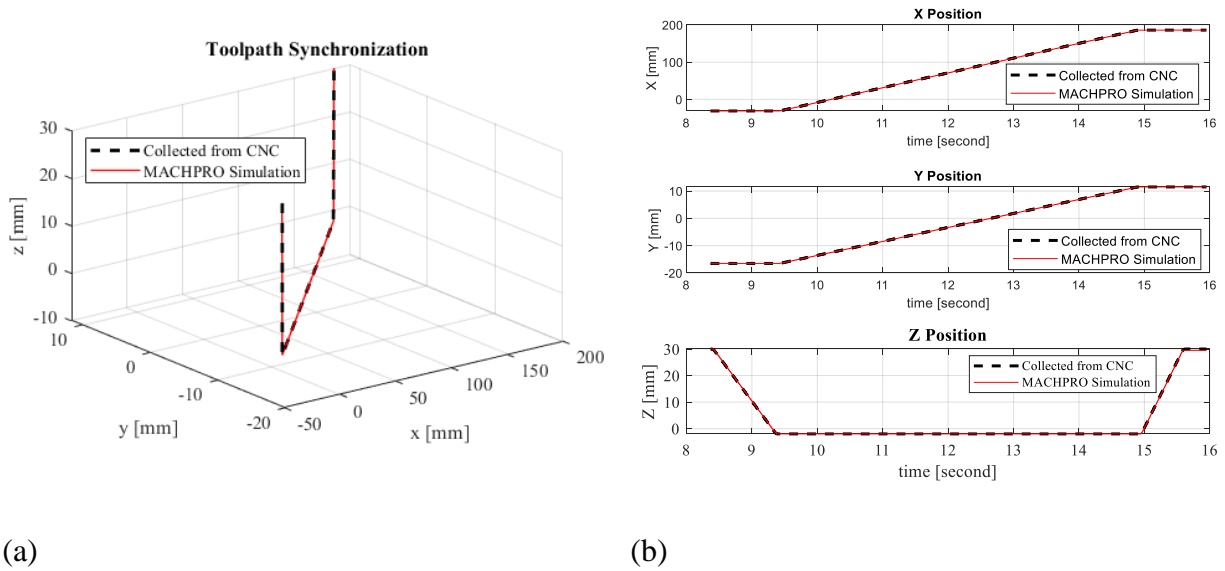 Toolpath Synchronization
30
20
10
0
-10
z [mm]
Collected from CNC
MACHPRO Simulation
10
0
-10
-20
y [mm]
-50
0
50
100
150
200
x [mm]
(a)
X Position
200
100
0
X [mm]
Collected from CNC
MACHPRO Simulation
8 9 10 11 12 13 14 15 16
time [second]
Y Position
10
0
-10
-20
Y [mm]
Collected from CNC
MACHPRO Simulation
8 9 10 11 12 13 14 15 16
time [second]
Z Position
30
20
10
0
Z [mm]
Collected from CNC
MACHPRO Simulation
8 9 10 11 12 13 14 15 16
time [second]
(b)